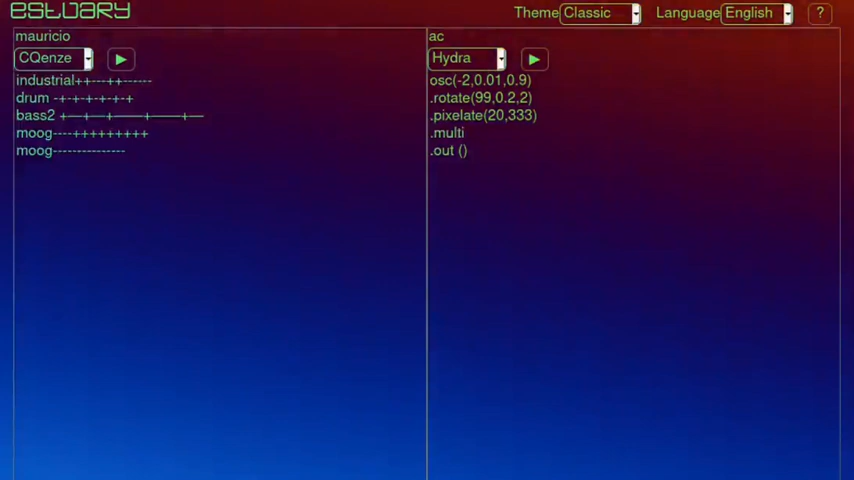 estuary
Theme Classic Language English ?
mauricio
CQenze
industrial++---++------
drum -+-+-+-+-+-+
bass2 +—+—+——+——+—
moog----+++++++++
moog---------------
ac
Hydra
osc(-2,0.01,0.9)
.rotate(99,0.2,2)
.pixelate(20,333)
.multi
.out ()